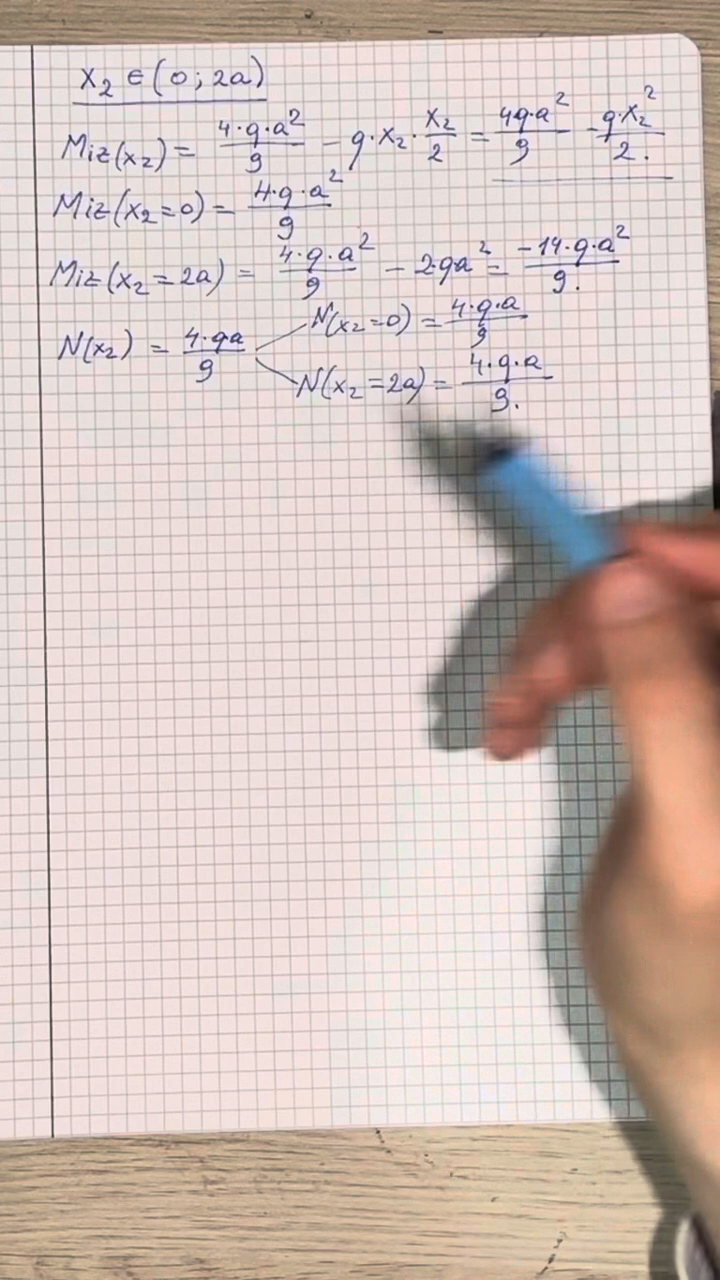 x₂ ∈ (0; 2a)
Miz(x₂) = 4·q·a²/9 - q·x₂·x₂/2 = 4q·a²/9 - q·x₂²/2.
Miz(x₂=0) = 4·q·a²/9
Miz(x₂=2a) = 4·q·a²/9 - 2·qa² = -14·q·a²/9.
N(x₂) = 4·qa/9
N(x₂=0) = 4·q·a/9
N(x₂=2a) = 4·q·a/9.